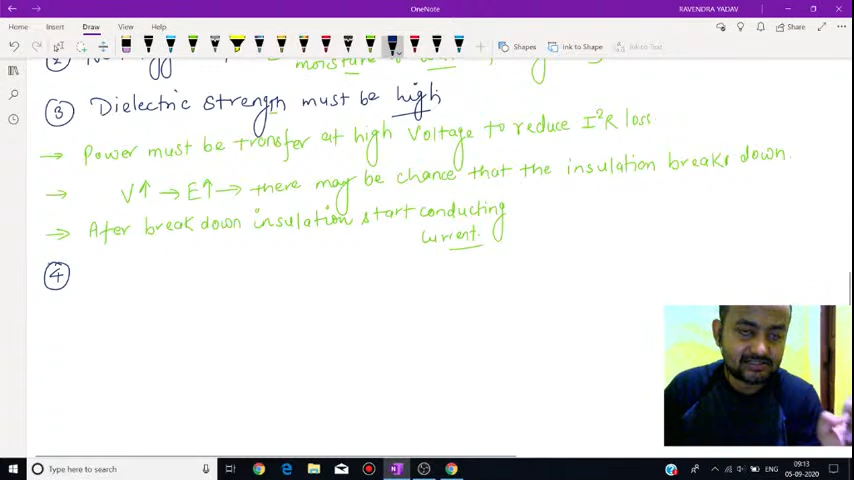 OneNote
RAVENDRA YADAV
Home Insert Draw View Help
Share
Shapes Ink to Shape Ink to Text
②
moisture
③ Dielectric strength must be high
→ Power must be transfer at high Voltage to reduce I²R loss.
→ V↑ → E↑ → there may be chance that the insulation breaks down.
→ Afer break down insulation start conducting
current.
④
Type here to search
ENG
09:13
05-09-2020